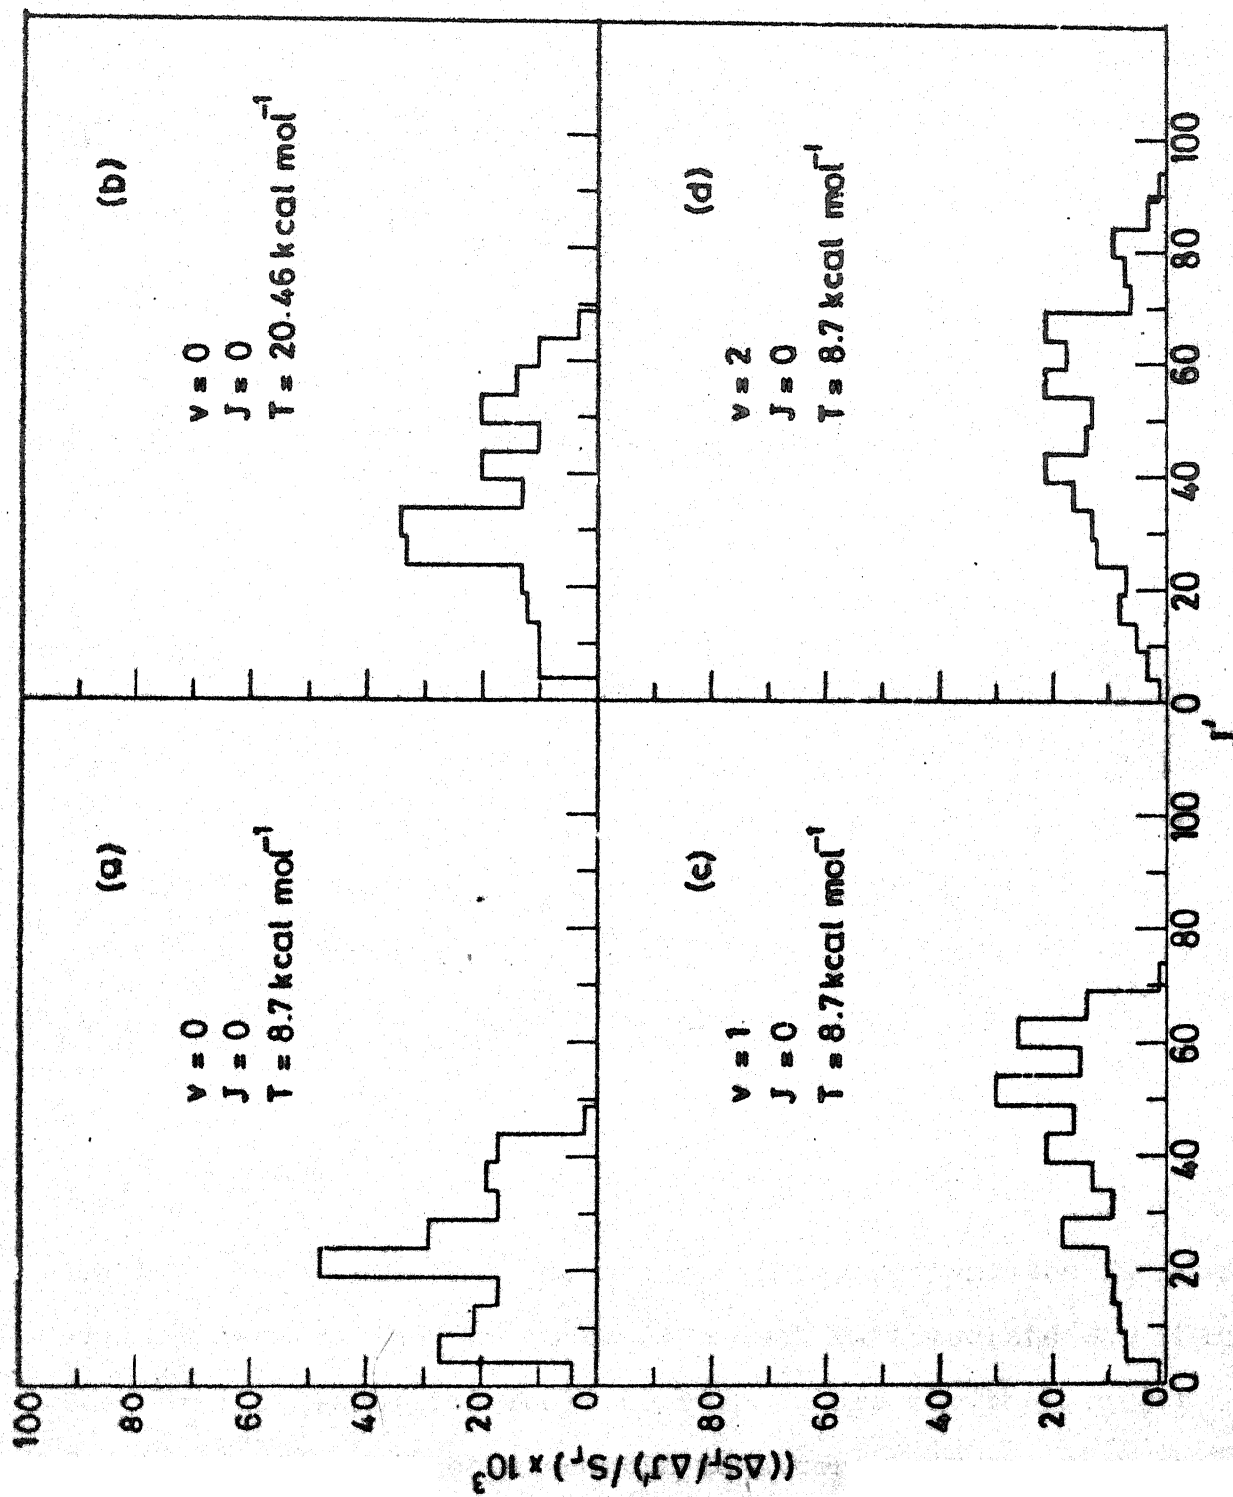 (a)
v = 0
J = 0
T = 8.7 kcal mol⁻¹
(b)
v = 0
J = 0
T = 20.46 kcal mol⁻¹
(c)
v = 1
J = 0
T = 8.7 kcal mol⁻¹
(d)
v = 2
J = 0
T = 8.7 kcal mol⁻¹
100
80
60
40
20
0
80
60
40
20
0
((ΔSr/ΔJ')/Sr) × 10³
0 20 40 60 80 100
0 20 40 60 80 100
J'